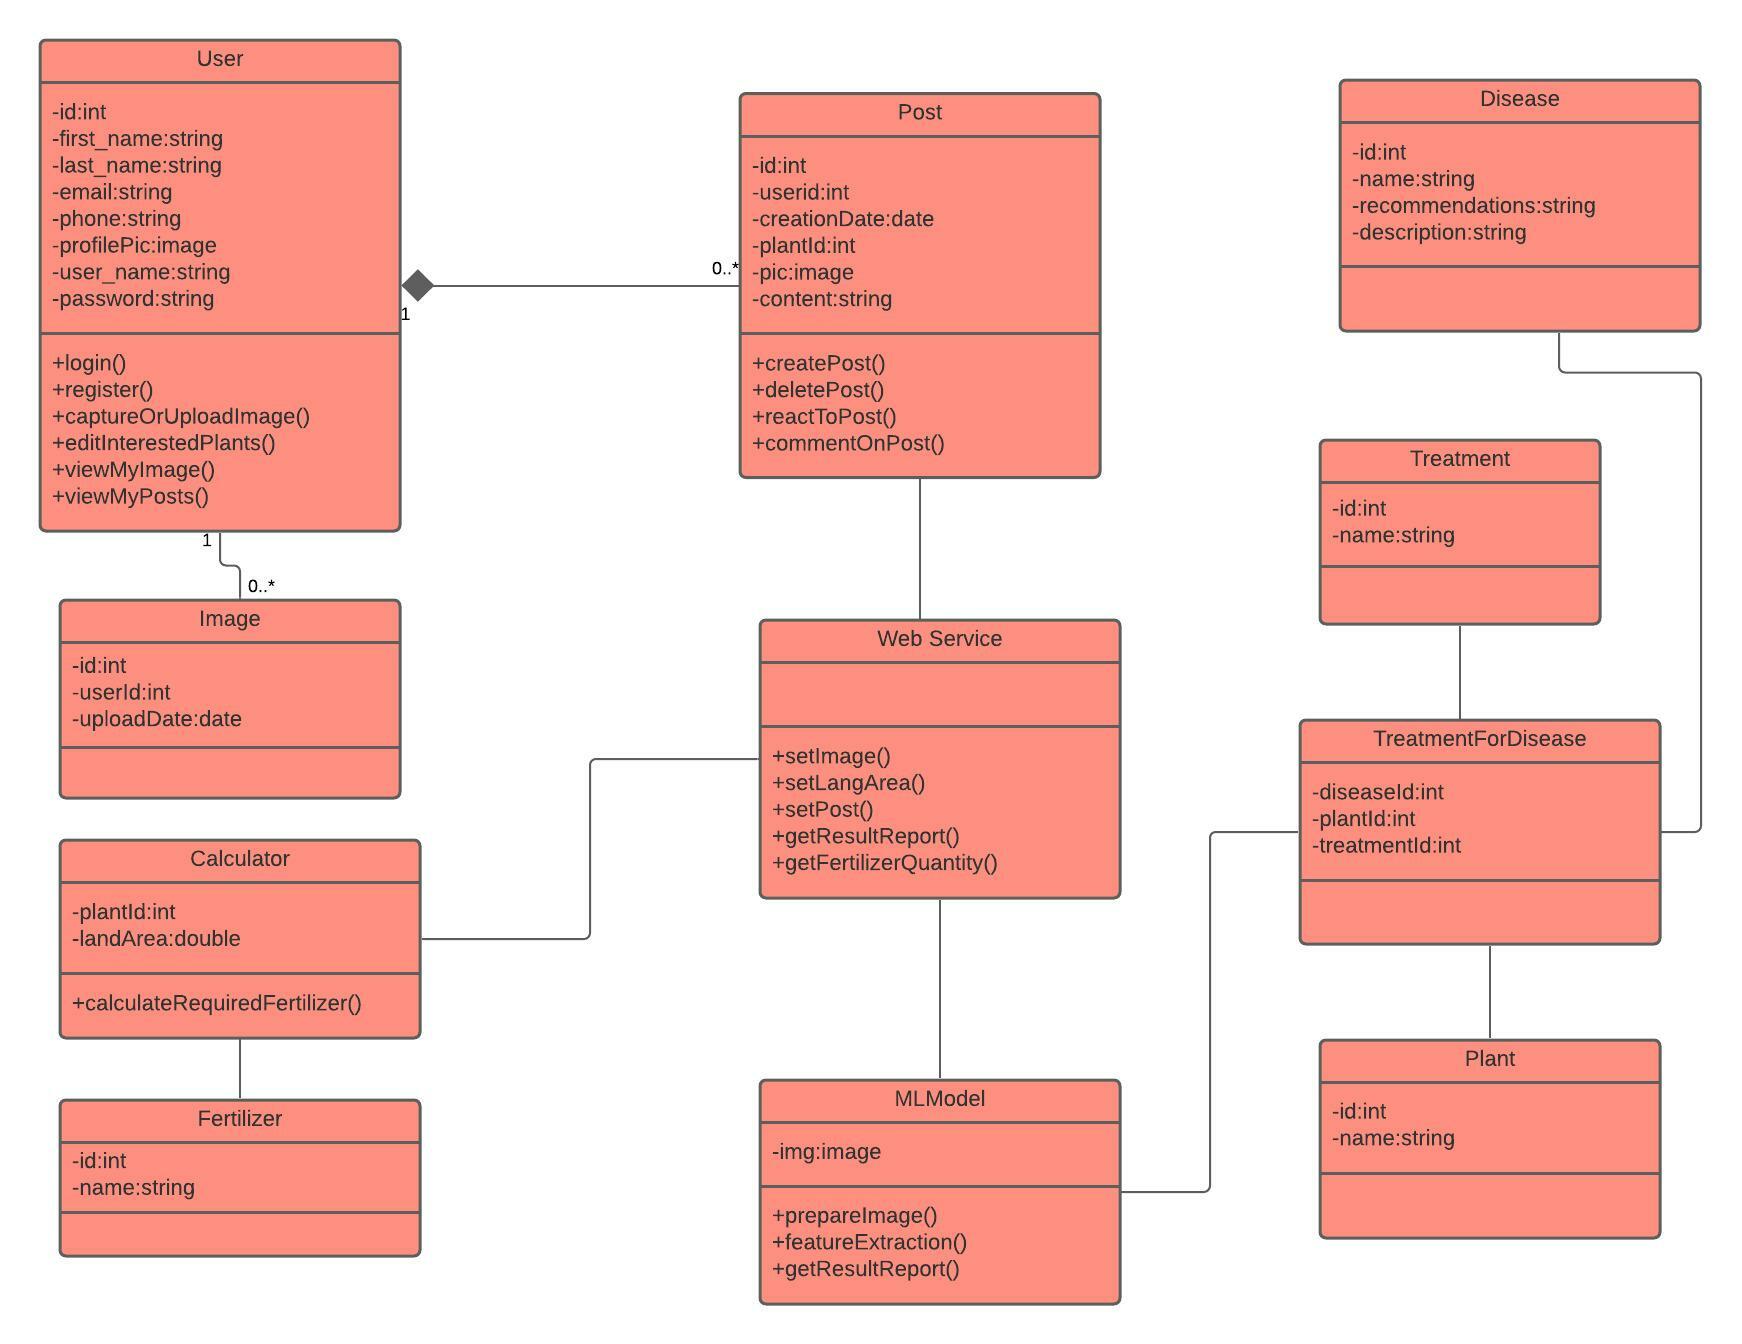 User
-id:int
-first_name:string
-last_name:string
-email:string
-phone:string
-profilePic:image
-user_name:string
-password:string
+login()
+register()
+captureOrUploadImage()
+editInterestedPlants()
+viewMyImage()
+viewMyPosts()
1
0..*
1
0..*
Post
-id:int
-userid:int
-creationDate:date
-plantId:int
-pic:image
-content:string
+createPost()
+deletePost()
+reactToPost()
+commentOnPost()
Disease
-id:int
-name:string
-recommendations:string
-description:string
Treatment
-id:int
-name:string
Image
-id:int
-userId:int
-uploadDate:date
Web Service
+setImage()
+setLangArea()
+setPost()
+getResultReport()
+getFertilizerQuantity()
TreatmentForDisease
-diseaseId:int
-plantId:int
-treatmentId:int
Calculator
-plantId:int
-landArea:double
+calculateRequiredFertilizer()
Fertilizer
-id:int
-name:string
MLModel
-img:image
+prepareImage()
+featureExtraction()
+getResultReport()
Plant
-id:int
-name:string